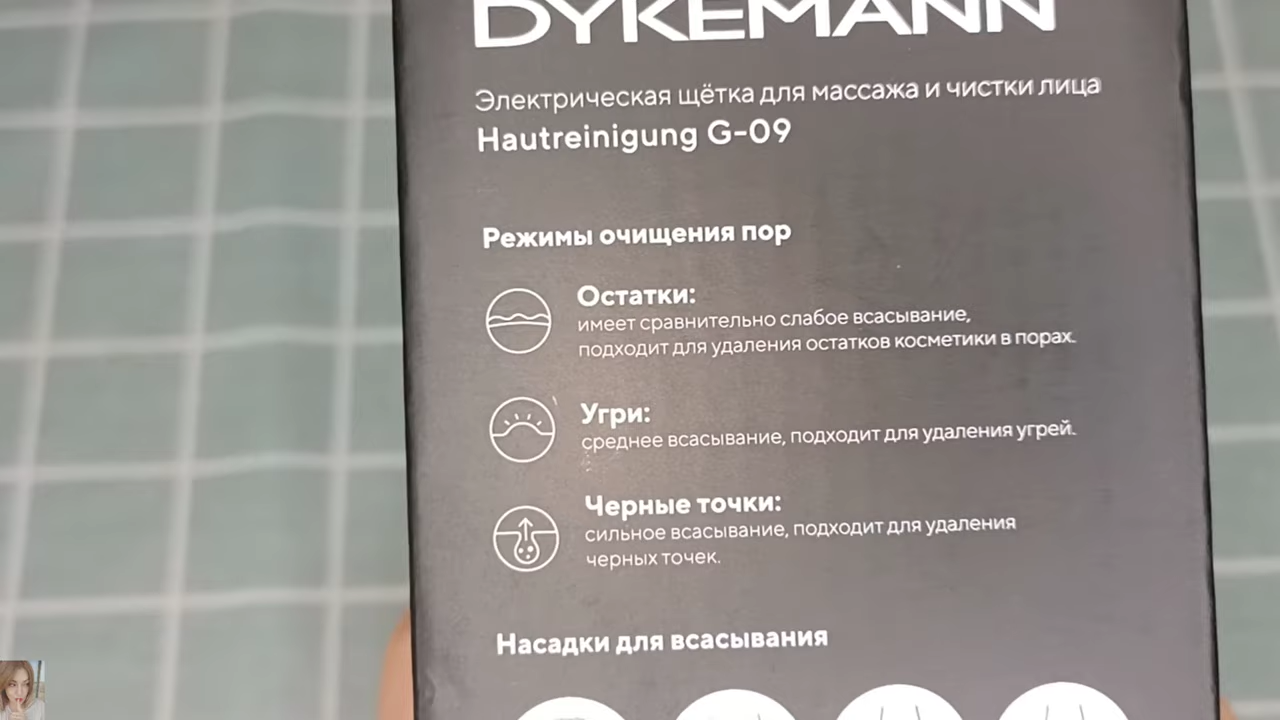 DYKEMANN
Электрическая щётка для массажа и чистки лица
Hautreinigung G-09
Режимы очищения пор
Остатки:
имеет сравнительно слабое всасывание,
подходит для удаления остатков косметики в порах.
Угри:
среднее всасывание, подходит для удаления угрей.
Черные точки:
сильное всасывание, подходит для удаления
черных точек.
Насадки для всасывания